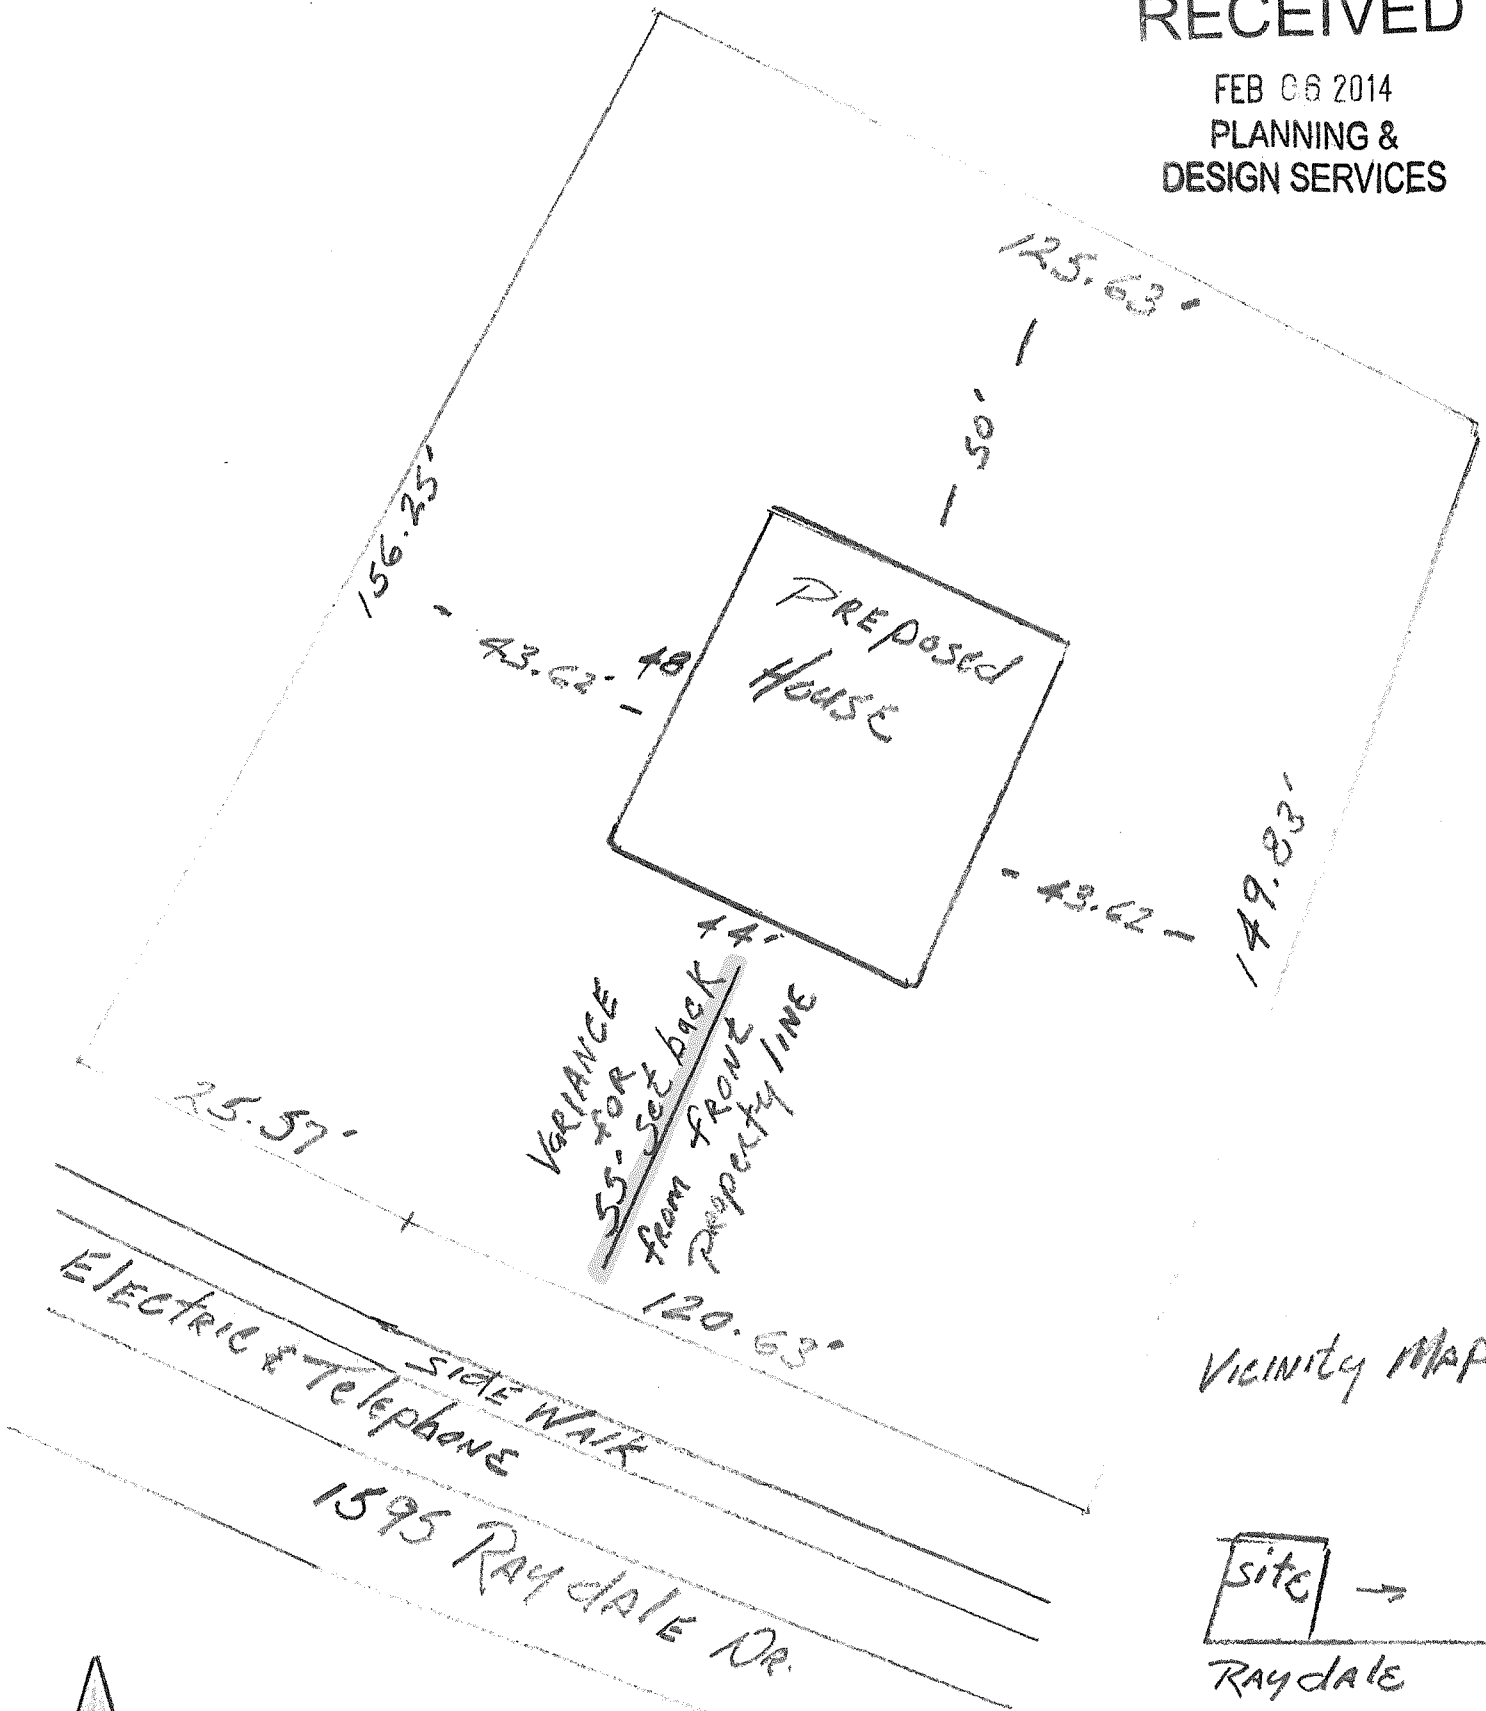 RECEIVED
FEB 06 2014
PLANNING &
DESIGN SERVICES
125.63'
50'
156.25'
43.62'
48
PREPOSED
HOUSE
43.62
149.83'
44'
VARIANCE
FOR
55' Set back
from FRONT
Property LINE
25.57'
120.63'
SIDE WALK
ELECTRIC & TElephONE
1595 RAYdALE DR.
VICINITY MAP
SitE
RAYdALE